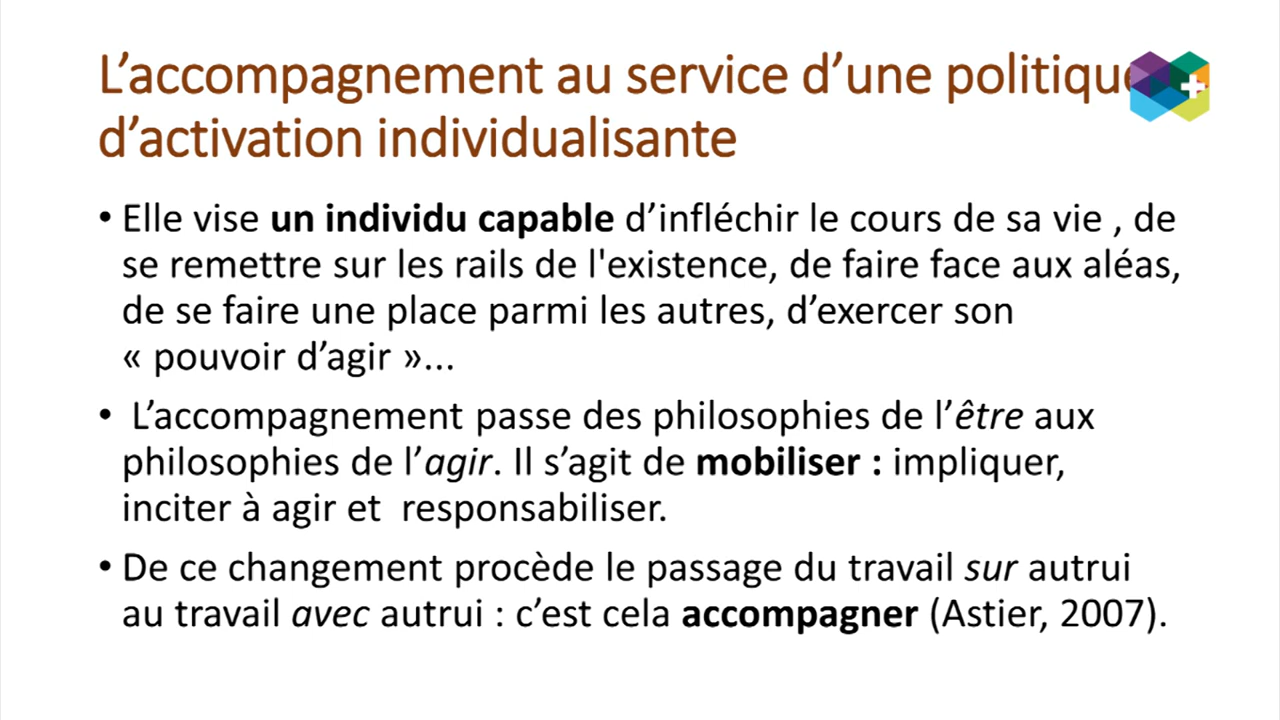 L’accompagnement au service d’une politique
d’activation individualisante
• Elle vise un individu capable d’infléchir le cours de sa vie , de
se remettre sur les rails de l'existence, de faire face aux aléas,
de se faire une place parmi les autres, d’exercer son
« pouvoir d’agir »...
• L’accompagnement passe des philosophies de l’être aux
philosophies de l’agir. Il s’agit de mobiliser : impliquer,
inciter à agir et  responsabiliser.
• De ce changement procède le passage du travail sur autrui
au travail avec autrui : c’est cela accompagner (Astier, 2007).